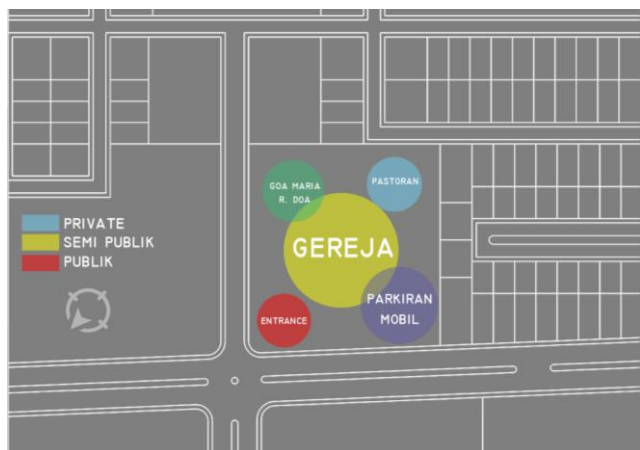 GOA MARIA
R. DOA
PASTORAN
GEREJA
PRIVATE
SEMI PUBLIK
PUBLIK
ENTRANCE
PARKIRAN
MOBIL